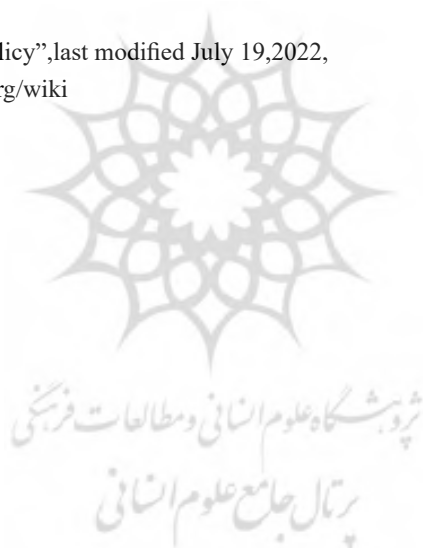 licy”,last modified July 19,2022,
rg/wiki
پژوهشگاه علوم انسانی و مطالعات فرهنگی
پرتال جامع علوم انسانی